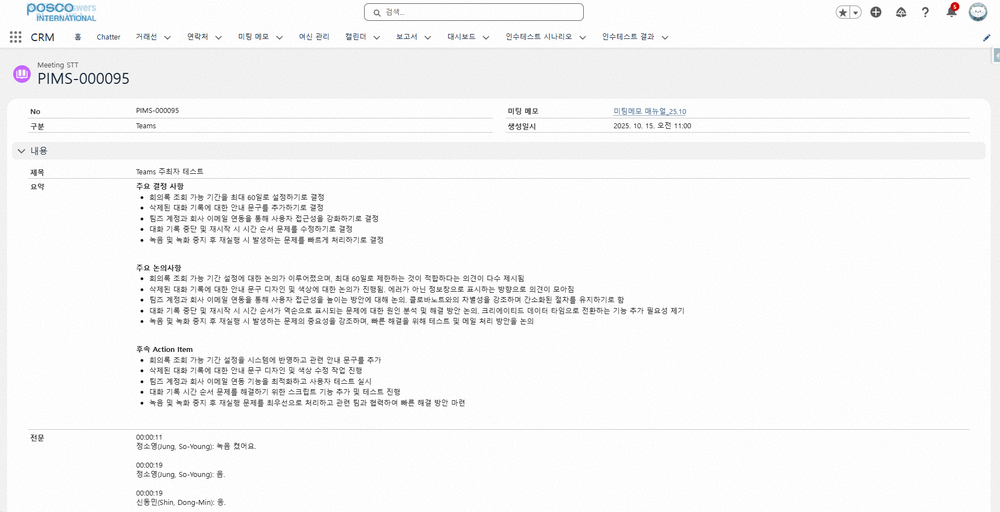 posco
INTERNATIONAL
검색...
5
CRM
홈
Chatter
거래선
연락처
미팅 메모
여신 관리
캘린더
보고서
대시보드
인수테스트 시나리오
인수테스트 결과
Meeting STT
PIMS-000095
No
PIMS-000095
미팅 메모
미팅메모 매뉴얼_25.10
구분
Teams
생성일시
2025. 10. 15. 오전 11:00
내용
제목
Teams 주최자 테스트
요약
주요 결정 사항
• 회의록 조회 가능 기간을 최대 60일로 설정하기로 결정
• 삭제된 대화 기록에 대한 안내 문구를 추가하기로 결정
• 팀즈 계정과 회사 이메일 연동을 통해 사용자 접근성을 강화하기로 결정
• 대화 기록 중단 및 재시작 시 시간 순서 문제를 수정하기로 결정
• 녹음 및 녹화 중지 후 재실행 시 발생하는 문제를 빠르게 처리하기로 결정
주요 논의사항
• 회의록 조회 가능 기간 설정에 대한 논의가 이루어졌으며, 최대 60일로 제한하는 것이 적합하다는 의견이 다수 제시됨
• 삭제된 대화 기록에 대한 안내 문구 디자인 및 색상에 대한 논의가 진행됨. 에러가 아닌 정보창으로 표시하는 방향으로 의견이 모아짐
• 팀즈 계정과 회사 이메일 연동을 통해 사용자 접근성을 높이는 방안에 대해 논의. 클로바노트와의 차별성을 강조하며 간소화된 절차를 유지하기로 함
• 대화 기록 중단 및 재시작 시 시간 순서가 역순으로 표시되는 문제에 대한 원인 분석 및 해결 방안 논의. 크리에이티드 데이터 타임으로 전환하는 기능 추가 필요성 제기
• 녹음 및 녹화 중지 후 재실행 시 발생하는 문제의 중요성을 강조하며, 빠른 해결을 위해 테스트 및 메일 처리 방안을 논의
후속 Action Item
• 회의록 조회 가능 기간 설정을 시스템에 반영하고 관련 안내 문구를 추가
• 삭제된 대화 기록에 대한 안내 문구 디자인 및 색상 수정 작업 진행
• 팀즈 계정과 회사 이메일 연동 기능을 최적화하고 사용자 테스트 실시
• 대화 기록 시간 순서 문제를 해결하기 위한 스크립트 기능 추가 및 테스트 진행
• 녹음 및 녹화 중지 후 재실행 문제를 최우선으로 처리하고 관련 팀과 협력하여 빠른 해결 방안 마련
전문
00:00:11
정소영(Jung, So-Young): 녹음 켰어요.
00:00:19
정소영(Jung, So-Young): 음.
00:00:19
신동민(Shin, Dong-Min): 응.